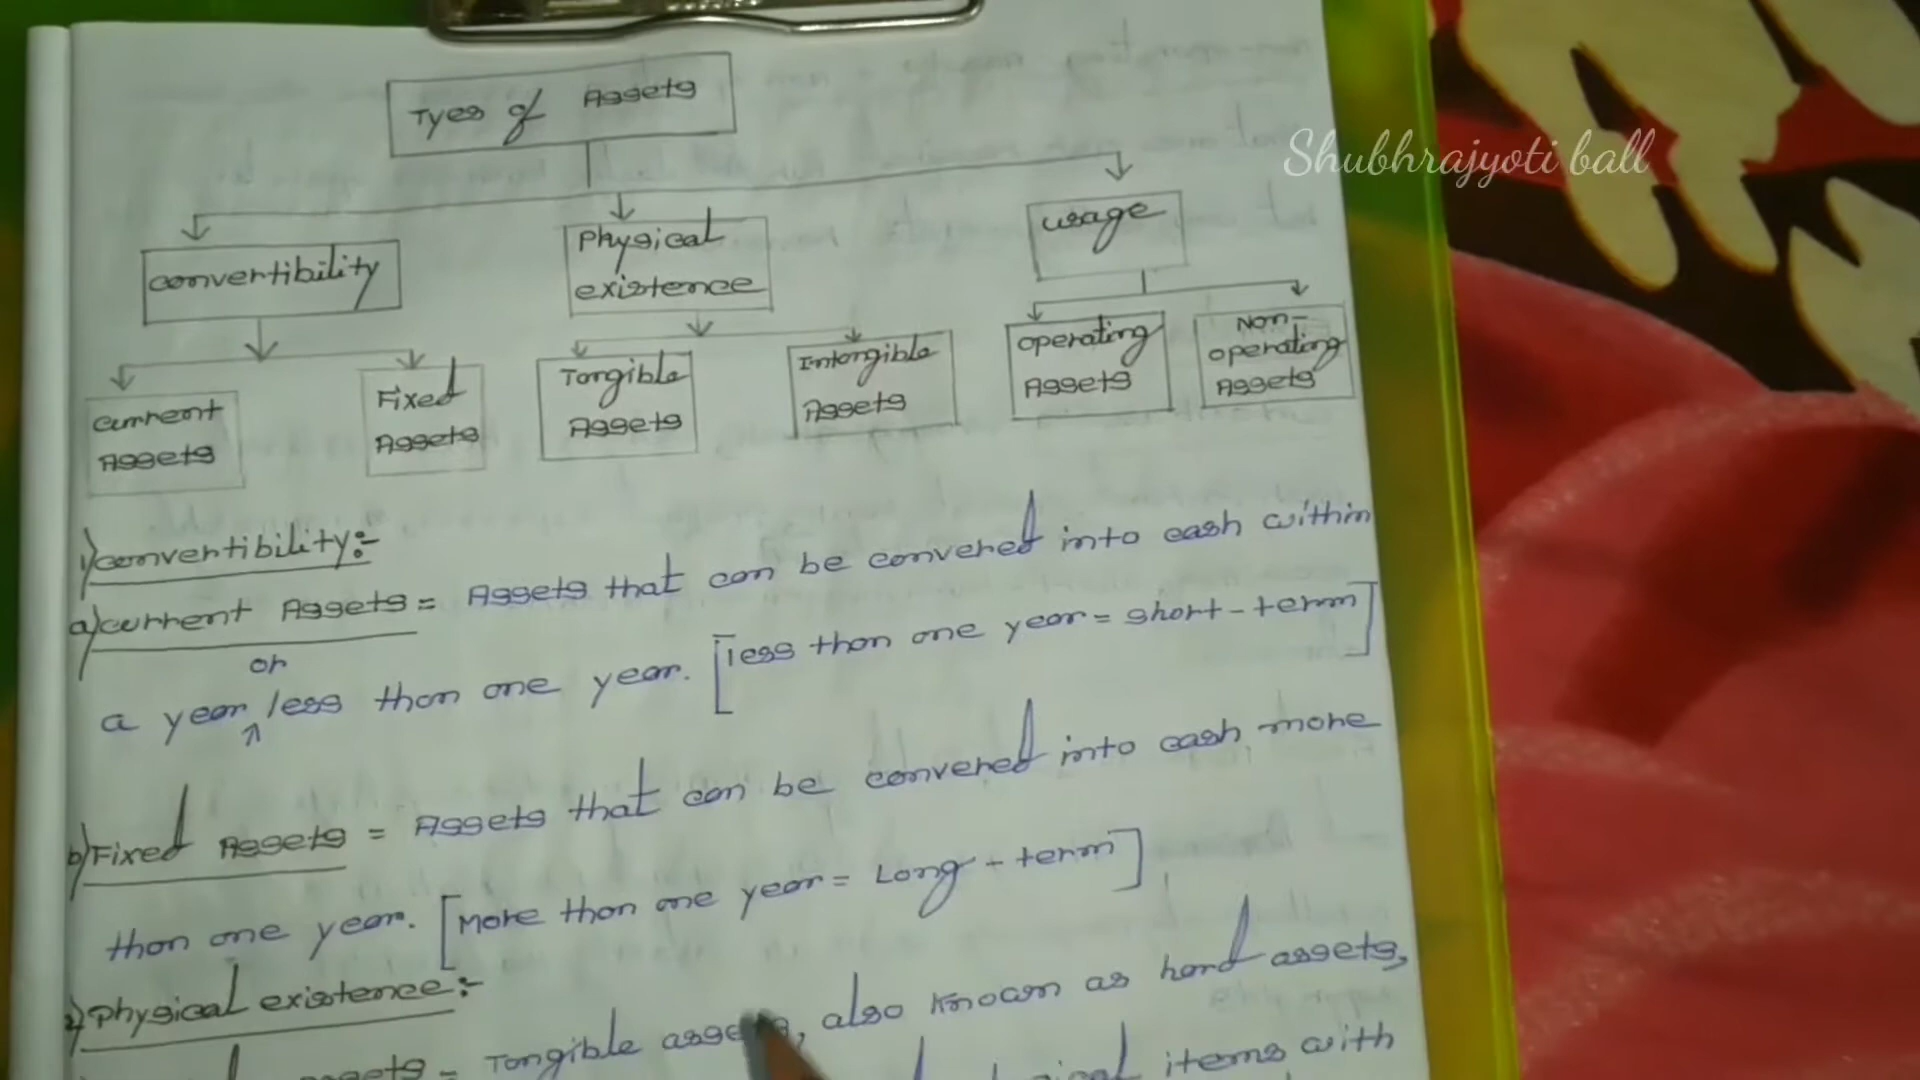 Tyes of Assets
Shubhrajyoti ball
convertibility
Physical
existence
usage
current
Assets
Fixed
Assets
Tangible
Assets
Intangible
Assets
operating
Assets
Non-
operating
Assets
1) convertibility:-
a) current Assets = Assets that can be convered into cash within
or
a year less than one year. [less than one year = short-term]
b) Fixed Assets = Assets that can be convered into cash more
than one year. [More than one year = Long-term]
2) Physical existence:-
= Tangible assets, also known as hard assets,
items with